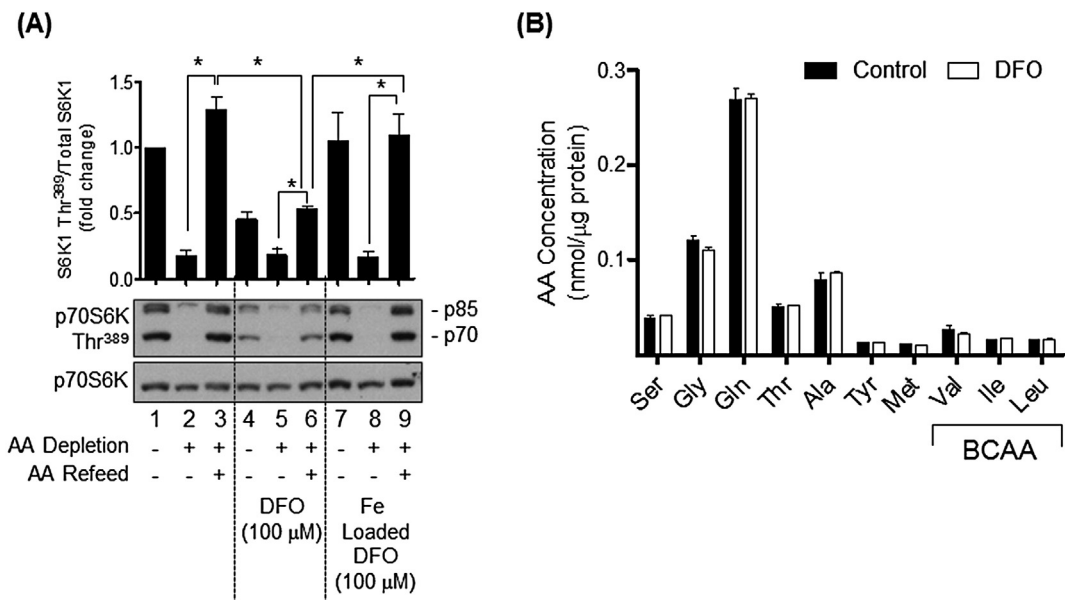 (A)
S6K1 Thr389/Total S6K1
(fold change)
1.5
1.0
0.5
0.0
* * *
*
*
p70S6K
Thr389
- p85
- p70
p70S6K
1 2 3 4 5 6 7 8 9
AA Depletion - + + - + + - + +
AA Refeed - - + - - + - - +
DFO
(100 µM)
Fe
Loaded
DFO
(100 µM)
(B)
Control DFO
AA Concentration
(nmol/µg protein)
0.3
0.2
0.1
Ser Gly Gln Thr Ala Tyr Met Val Ile Leu
BCAA